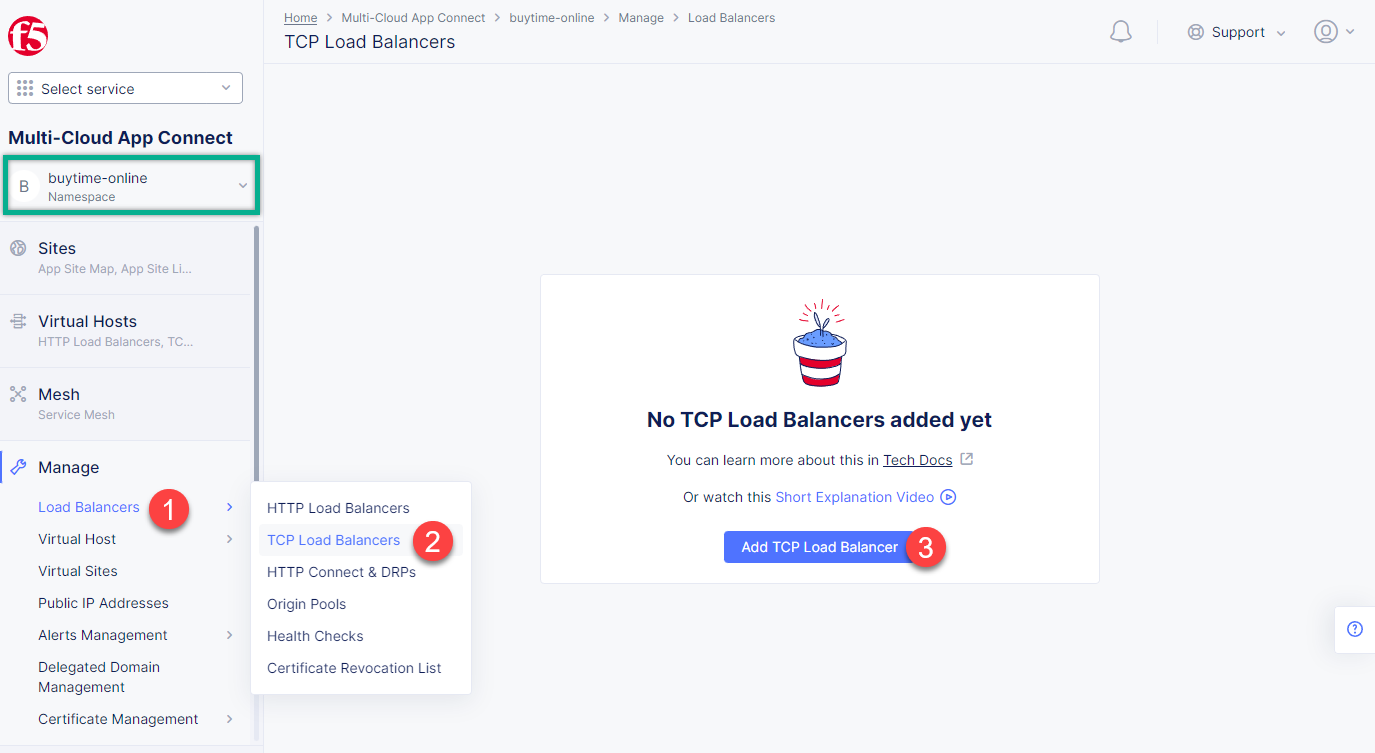 f5
Home > Multi-Cloud App Connect > buytime-online > Manage > Load Balancers
TCP Load Balancers
Support
Select service
Multi-Cloud App Connect
B
buytime-online
Namespace
Sites
App Site Map, App Site Li...
Virtual Hosts
HTTP Load Balancers, TC...
Mesh
Service Mesh
Manage
Load Balancers
1
Virtual Host
Virtual Sites
Public IP Addresses
Alerts Management
Delegated Domain
Management
Certificate Management
HTTP Load Balancers
TCP Load Balancers
2
HTTP Connect & DRPs
Origin Pools
Health Checks
Certificate Revocation List
No TCP Load Balancers added yet
You can learn more about this in Tech Docs
Or watch this Short Explanation Video
Add TCP Load Balancer
3